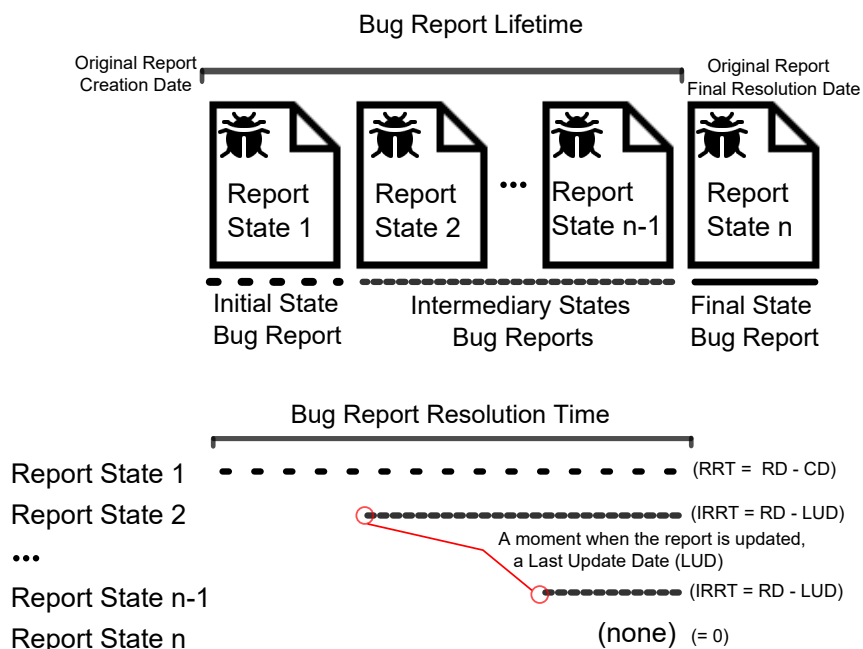 Bug Report Lifetime
Original Report
Creation Date
Original Report
Final Resolution Date
Report
State 1
Report
State 2
...
Report
State n-1
Report
State n
Initial State
Bug Report
Intermediary States
Bug Reports
Final State
Bug Report
Bug Report Resolution Time
Report State 1
(RRT = RD - CD)
Report State 2
(IRRT = RD - LUD)
...
A moment when the report is updated,
a Last Update Date (LUD)
Report State n-1
(IRRT = RD - LUD)
Report State n
(none) (= 0)